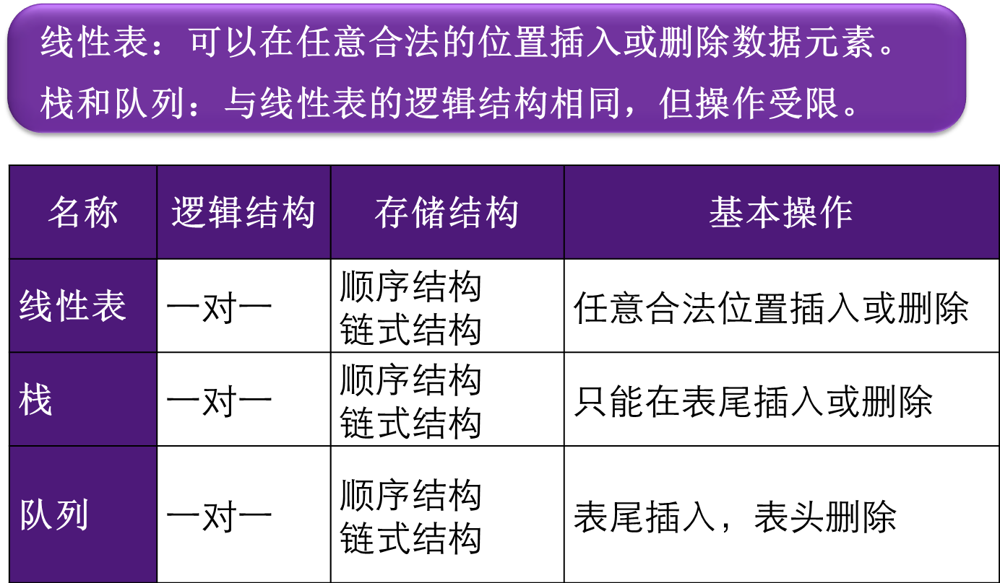 线性表：可以在任意合法的位置插入或删除数据元素。
栈和队列：与线性表的逻辑结构相同，但操作受限。
名称 逻辑结构 存储结构 基本操作
线性表 一对一 顺序结构 链式结构 任意合法位置插入或删除
栈 一对一 顺序结构 链式结构 只能在表尾插入或删除
队列 一对一 顺序结构 链式结构 表尾插入，表头删除